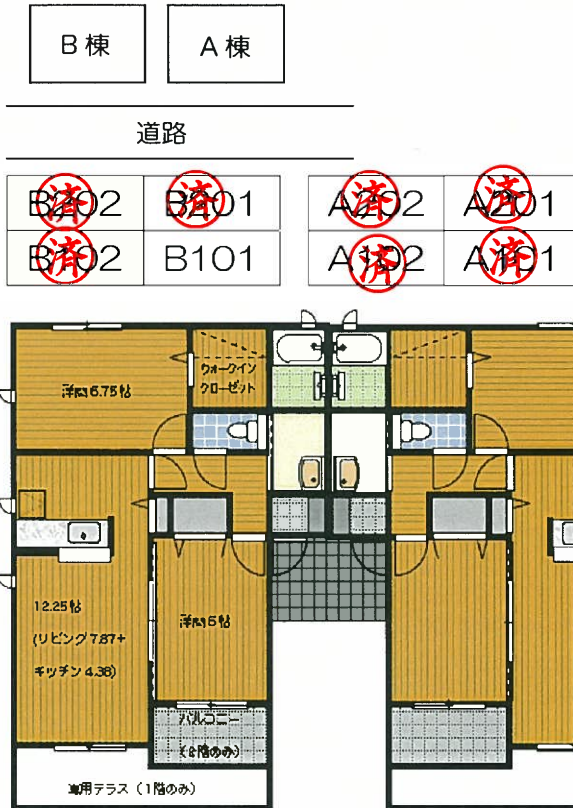 B棟 A棟
道路
B202 B201 A202 A201
済 済 済 済
B102 B101 A102 A101
済 済 済
洋間6.75帖
ウォークイン
クローゼット
12.25帖
(リビング7.87+
キッチン4.38)
洋間6帖
バルコニー
(2階のみ)
専用テラス(1階のみ)